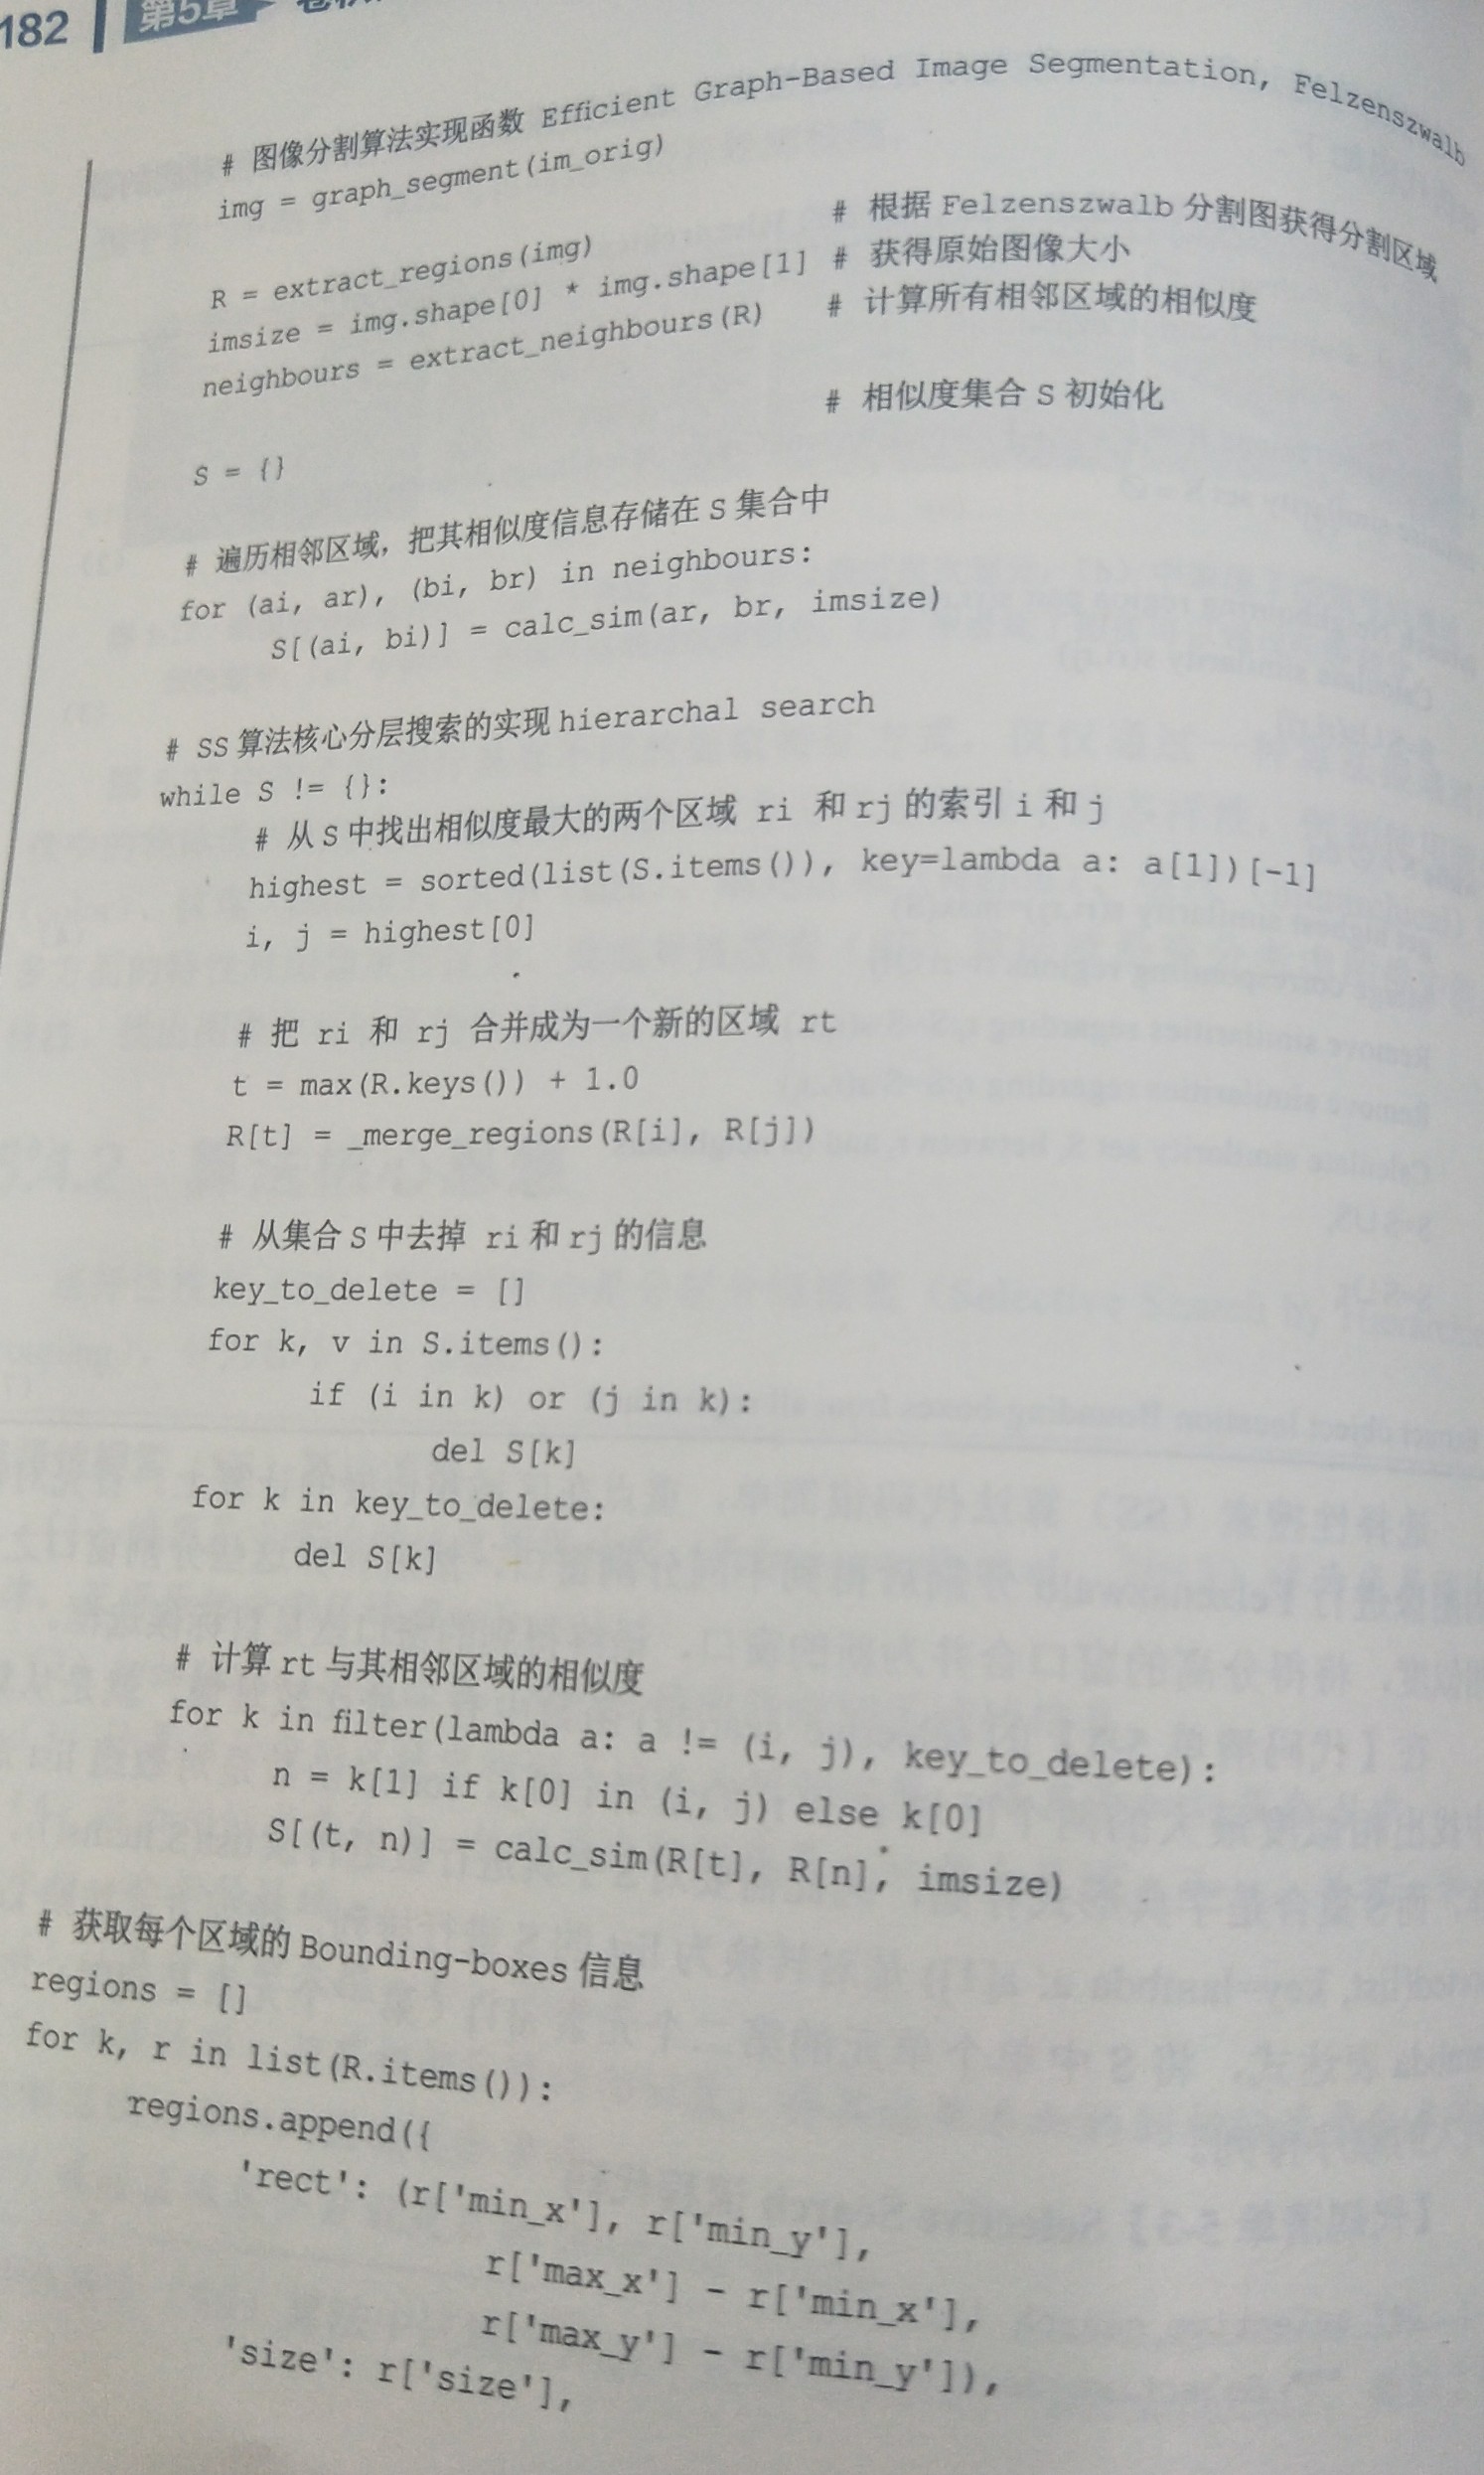 182 第5章
# 图像分割算法实现函数 Efficient Graph-Based Image Segmentation, Felzenszwalb
img = graph_segment(im_orig)
# 根据 Felzenszwalb 分割图获得分割区域
R = extract_regions(img)
imsize = img.shape[0] * img.shape[1] # 获得原始图像大小
neighbours = extract_neighbours(R) # 计算所有相邻区域的相似度
# 相似度集合 S 初始化
S = {}
# 遍历相邻区域，把其相似度信息存储在 S 集合中
for (ai, ar), (bi, br) in neighbours:
S[(ai, bi)] = calc_sim(ar, br, imsize)
# SS 算法核心分层搜索的实现 hierarchal search
while S != {}:
# 从 S 中找出相似度最大的两个区域 ri 和 rj 的索引 i 和 j
highest = sorted(list(S.items()), key=lambda a: a[1])[-1]
i, j = highest[0]
# 把 ri 和 rj 合并成为一个新的区域 rt
t = max(R.keys()) + 1.0
R[t] = _merge_regions(R[i], R[j])
# 从集合 S 中去掉 ri 和 rj 的信息
key_to_delete = []
for k, v in S.items():
if (i in k) or (j in k):
del S[k]
for k in key_to_delete:
del S[k]
# 计算 rt 与其相邻区域的相似度
for k in filter(lambda a: a != (i, j), key_to_delete):
n = k[1] if k[0] in (i, j) else k[0]
S[(t, n)] = calc_sim(R[t], R[n], imsize)
# 获取每个区域的 Bounding-boxes 信息
regions = []
for k, r in list(R.items()):
regions.append({
'rect': (r['min_x'], r['min_y'],
r['max_x'] - r['min_x'],
r['max_y'] - r['min_y']),
'size': r['size'],